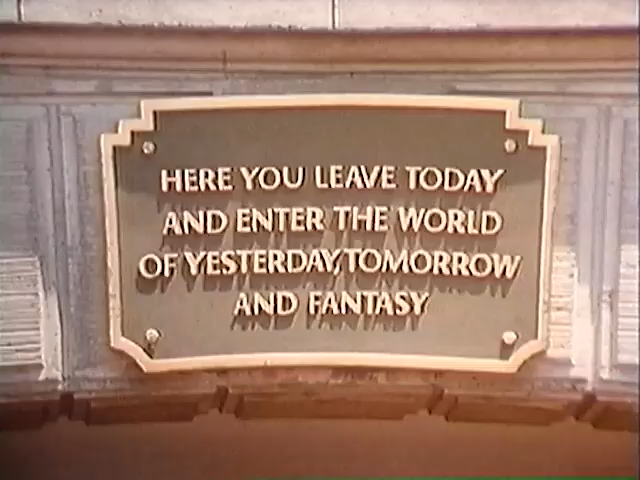 HERE YOU LEAVE TODAY
AND ENTER THE WORLD
OF YESTERDAY, TOMORROW
AND FANTASY